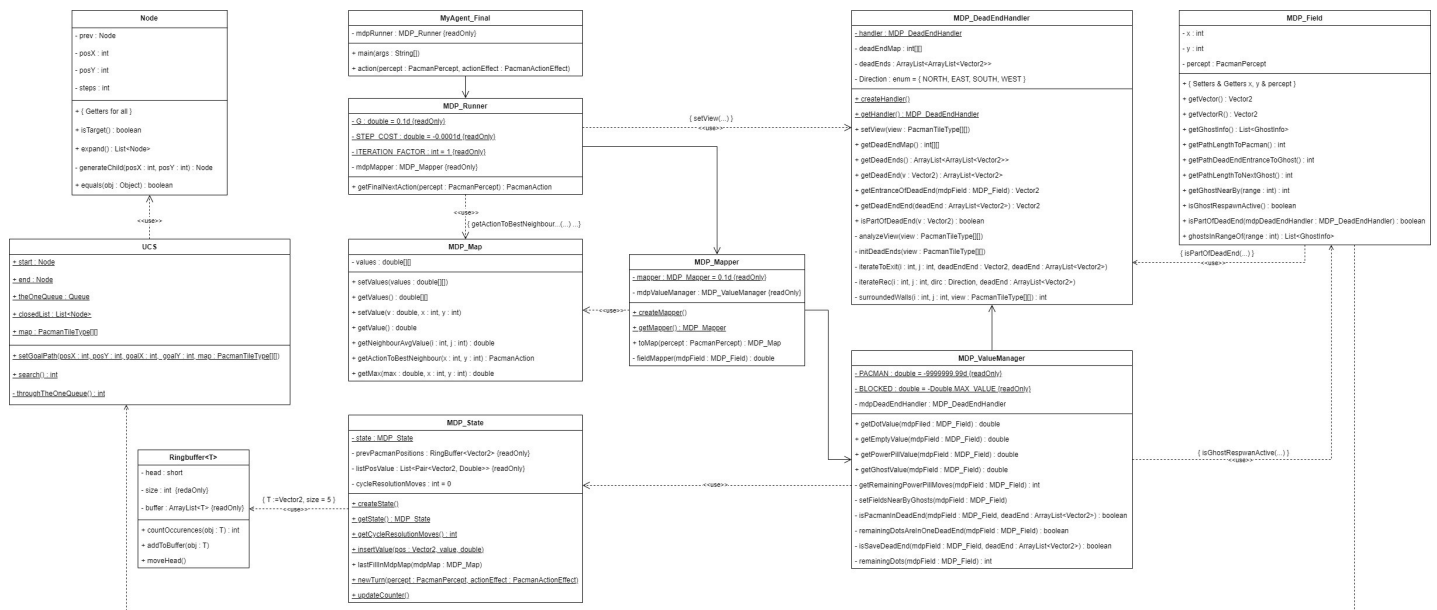 Node
- prev : Node
- posX : int
- posY : int
- steps : int
+ { Getters for all }
+ isTarget() : boolean
+ expand() : List<Node>
- generateChild(posX : int, posY : int) : Node
+ equals(obj : Object) : boolean
<<use>>
UCS
+ start : Node
+ end : Node
+ theOneQueue : Queue
+ closedList : List<Node>
+ map : PacmanTileType[][]
+ setGoalPath(posX : int, posY : int, goalX : int, goalY : int, map : PacmanTileType[][])
+ search() : int
- throughTheOneQueue() : int
Ringbuffer<T>
- head : short
- size : int {redaOnly}
- buffer : ArrayList<T> {readOnly}
+ countOccurences(obj : T) : int
+ addToBuffer(obj : T)
+ moveHead()
{ T :=Vector2, size = 5 }
<<use>>
MyAgent_Final
- mdpRunner : MDP_Runner {readOnly}
+ main(args : String[])
+ action(percept : PacmanPercept, actionEffect : PacmanActionEffect)
MDP_Runner
- G : double = 0.1d {readOnly}
- STEP_COST : double = -0.0001d {readOnly}
- ITERATION_FACTOR : int = 1 {readOnly}
- mdpMapper : MDP_Mapper {readOnly}
+ getFinalNextAction(percept : PacmanPercept) : PacmanAction
{ setView(...) }
<<use>>
<<use>>
{ getActionToBestNeighbour...(...) ...}
MDP_Map
- values : double[][]
+ setValues(values : double[][])
+ getValues() : double[][]
+ setValue(v : double, x : int, y : int)
+ getValue() : double
+ getNeighbourAvgValue(i : int, j : int) : double
+ getActionToBestNeighbour(x : int, y : int) : PacmanAction
+ getMax(max : double, x : int, y : int) : double
<<use>>
MDP_Mapper
- mapper : MDP_Mapper = 0.1d {readOnly}
- mdpValueManager : MDP_ValueManager {readOnly}
+ createMapper()
+ getMapper() : MDP_Mapper
+ toMap(percept : PacmanPercept) : MDP_Map
- fieldMapper(mdpField : MDP_Field) : double
MDP_State
- state : MDP_State
- prevPacmanPositions : RingBuffer<Vector2> {readOnly}
- listPosValue : List<Pair<Vector2, Double>> {readOnly}
- cycleResolutionMoves : int = 0
+ createState()
+ getState() : MDP_State
+ getCycleResolutionMoves() : int
+ insertValue(pos : Vector2, value, double)
+ lastFillInMdpMap(mdpMap : MDP_Map)
+ newTurn(percept : PacmanPercept, actionEffect : PacmanActionEffect)
+ updateCounter()
<<use>>
MDP_DeadEndHandler
- handler : MDP_DeadEndHandler
- deadEndMap : int[][]
- deadEnds : ArrayList<ArrayList<Vector2>>
- Direction : enum = { NORTH, EAST, SOUTH, WEST }
+ createHandler()
+ getHandler() : MDP_DeadEndHandler
+ setView(view : PacmanTileType[][])
+ getDeadEndMap() : int[][]
+ getDeadEnds() : ArrayList<ArrayList<Vector2>>
+ getDeadEnd(v : Vector2) : ArrayList<Vector2>
+ getEntranceOfDeadEnd(mdpField : MDP_Field) : Vector2
+ getDeadEndEnd(deadEnd : ArrayList<Vector2>) : Vector2
+ isPartOfDeadEnd(v : Vector2) : boolean
- analyzeView(view : PacmanTileType[][])
- initDeadEnds(view : PacmanTileType[][])
- iterateToExit(i : int, j : int, deadEndEnd : Vector2, deadEnd : ArrayList<Vector2>)
- iterateRec(i : int, j : int, dirc : Direction, deadEnd : ArrayList<Vector2>)
- surroundedWalls(i : int, j : int, view : PacmanTileType[][]) : int
MDP_ValueManager
- PACMAN : double = -9999999.99d {readOnly}
- BLOCKED : double = -Double.MAX_VALUE {readOnly}
- mdpDeadEndHandler : MDP_DeadEndHandler
+ getDotValue(mdpFiled : MDP_Field) : double
+ getEmptyValue(mdpField : MDP_Field) : double
+ getPowerPillValue(mdpField : MDP_Field) : double
+ getGhostValue(mdpField : MDP_Field) : double
- getRemainingPowerPillMoves(mdpField : MDP_Field) : int
- setFieldsNearByGhosts(mdpField : MDP_Field)
- isPacmanInDeadEnd(mdpField : MDP_Field, deadEnd : ArrayList<Vector2>) : boolean
- remainingDotsAreInOneDeadEnd(mdpField : MDP_Field) : boolean
- isSaveDeadEnd(mdpField : MDP_Field, deadEnd : ArrayList<Vector2>) : boolean
- remainingDots(mdpField : MDP_Field) : int
MDP_Field
- x : int
- y : int
- percept : PacmanPercept
+ { Setters & Getters x, y & percept }
+ getVector() : Vector2
+ getVectorR() : Vector2
+ getGhostInfo() : List<GhostInfo>
+ getPathLengthToPacman() : int
+ getPathDeadEndEntranceToGhost() : int
+ getPathLengthToNextGhost() : int
+ getGhostNearBy(range : int) : int
+ isGhostRespawnActive() : boolean
+ isPartOfDeadEnd(mdpDeadEndHandler : MDP_DeadEndHandler) : boolean
+ ghostsInRangeOf(range : int) : List<GhostInfo>
{ isPartOfDeadEnd(...) }
<<use>>
{ isGhostRespwanActive(...) }
<<use>>